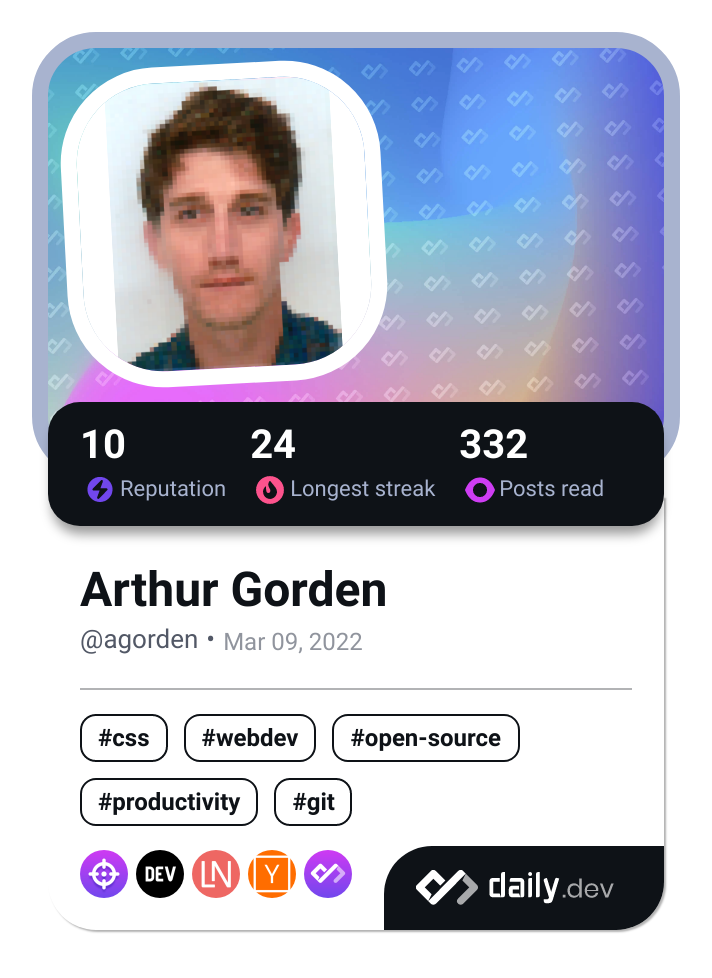 10 24 332
Reputation Longest streak Posts read
Arthur Gorden
@agorden • Mar 09, 2022
#css #webdev #open-source
#productivity #git
DEV LN Y
daily.dev